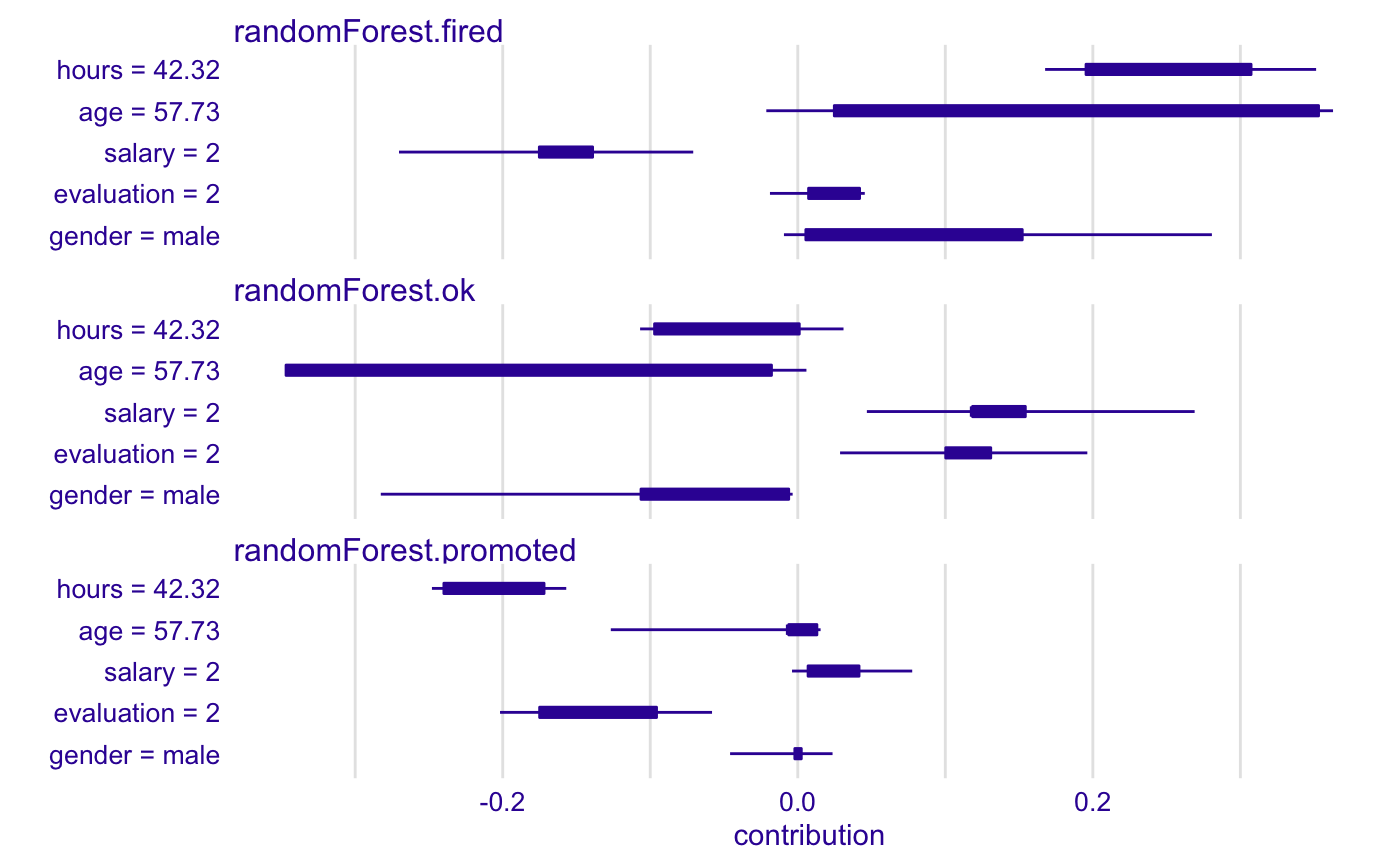 randomForest.fired
hours = 42.32
age = 57.73
salary = 2
evaluation = 2
gender = male
randomForest.ok
hours = 42.32
age = 57.73
salary = 2
evaluation = 2
gender = male
randomForest.promoted
hours = 42.32
age = 57.73
salary = 2
evaluation = 2
gender = male
-0.2 0.0 0.2
contribution